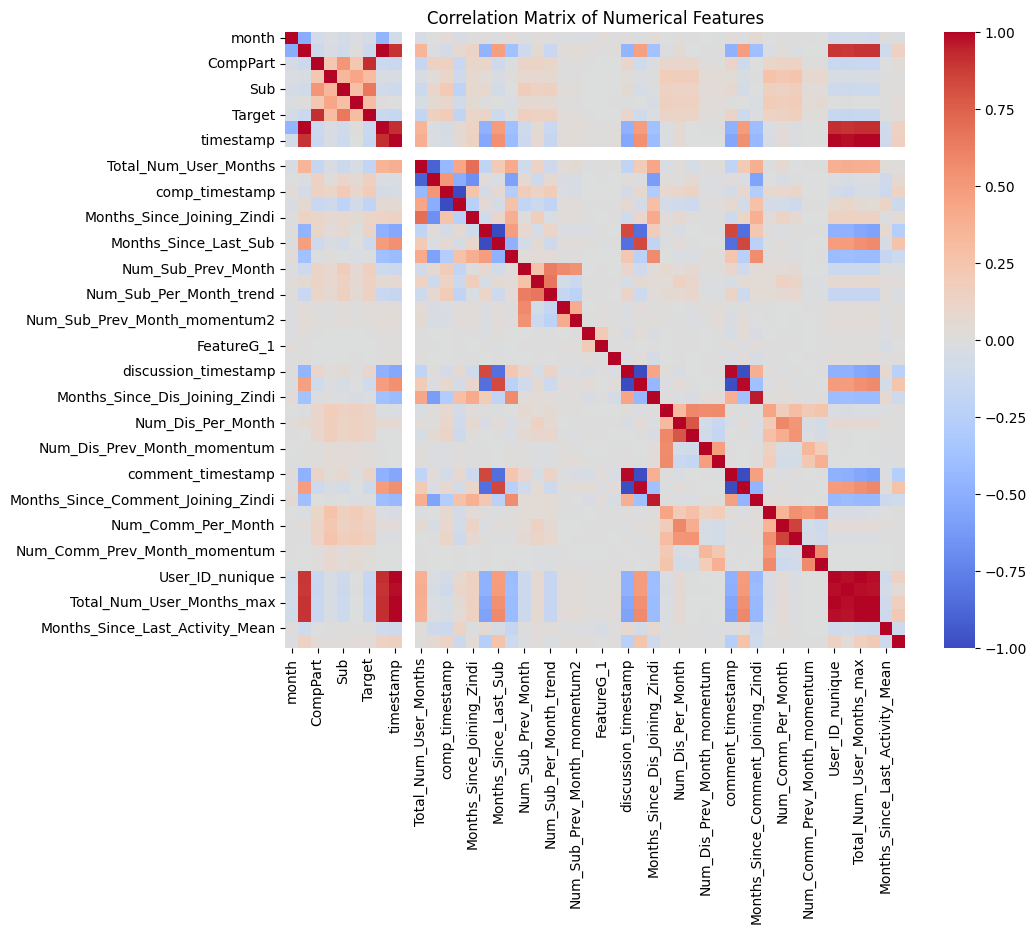 Correlation Matrix of Numerical Features
month
CompPart
Sub
Target
timestamp
Total_Num_User_Months
comp_timestamp
Months_Since_Joining_Zindi
Months_Since_Last_Sub
Num_Sub_Prev_Month
Num_Sub_Per_Month_trend
Num_Sub_Prev_Month_momentum2
FeatureG_1
discussion_timestamp
Months_Since_Dis_Joining_Zindi
Num_Dis_Per_Month
Num_Dis_Prev_Month_momentum
comment_timestamp
Months_Since_Comment_Joining_Zindi
Num_Comm_Per_Month
Num_Comm_Prev_Month_momentum
User_ID_nunique
Total_Num_User_Months_max
Months_Since_Last_Activity_Mean
month
CompPart
Sub
Target
timestamp
Total_Num_User_Months
comp_timestamp
Months_Since_Joining_Zindi
Months_Since_Last_Sub
Num_Sub_Prev_Month
Num_Sub_Per_Month_trend
Num_Sub_Prev_Month_momentum2
FeatureG_1
discussion_timestamp
Months_Since_Dis_Joining_Zindi
Num_Dis_Per_Month
Num_Dis_Prev_Month_momentum
comment_timestamp
Months_Since_Comment_Joining_Zindi
Num_Comm_Per_Month
Num_Comm_Prev_Month_momentum
User_ID_nunique
Total_Num_User_Months_max
Months_Since_Last_Activity_Mean
1.00
0.75
0.50
0.25
0.00
−0.25
−0.50
−0.75
−1.00